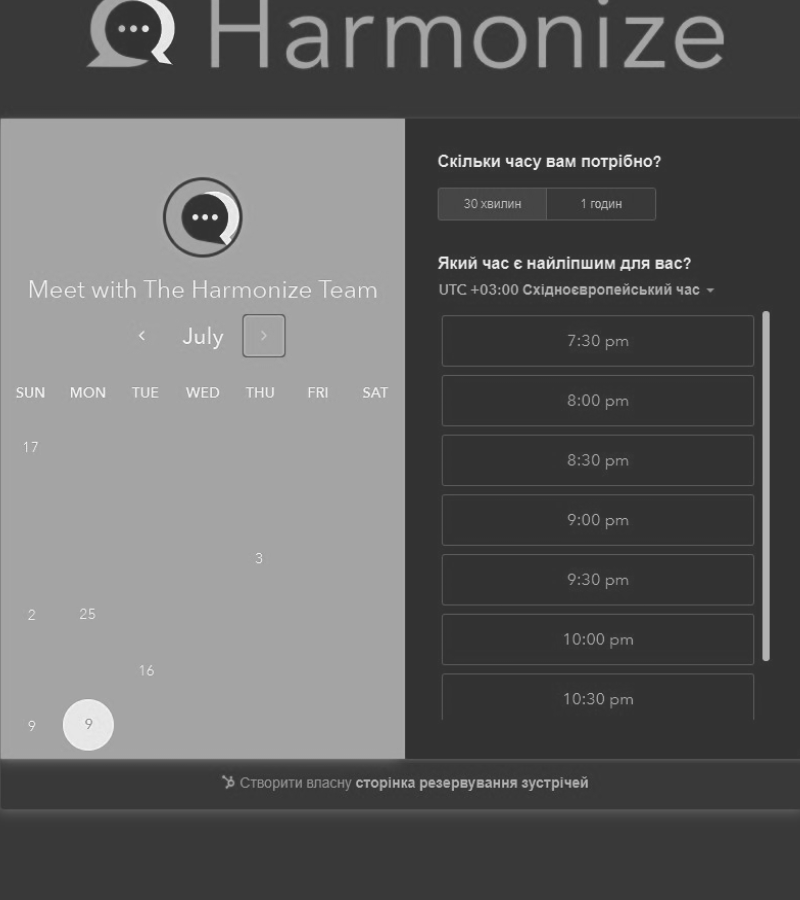 Harmonize
Meet with The Harmonize Team
July
SUN MON TUE WED THU FRI SAT
17
3
2 25
16
9 9
Скільки часу вам потрібно?
30 хвилин 1 годин
Який час є найліпшим для вас?
UTC +03:00 Східноєвропейський час
7:30 pm
8:00 pm
8:30 pm
9:00 pm
9:30 pm
10:00 pm
10:30 pm
Створити власну сторінка резервування зустрічей